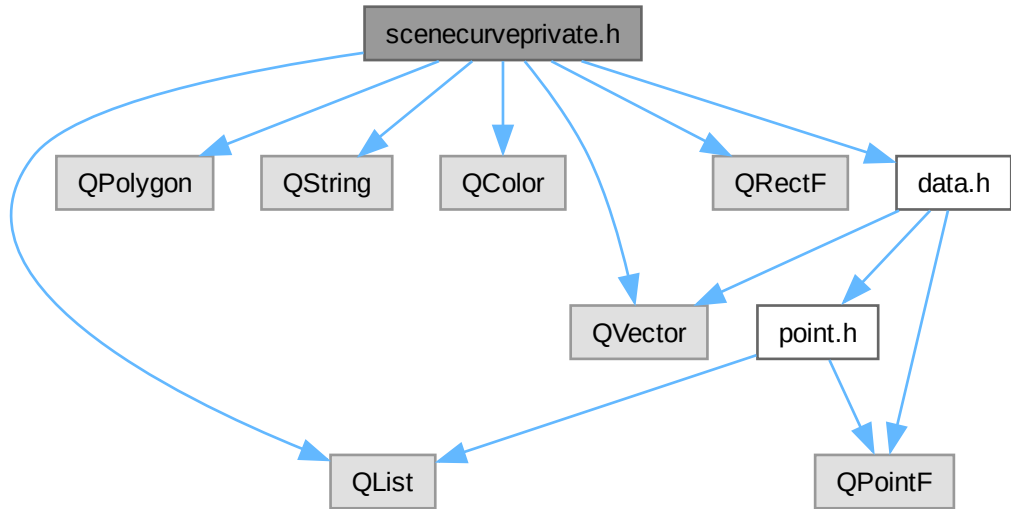 scenecurveprivate.h
QPolygon
QString
QColor
QRectF
data.h
QVector
point.h
QList
QPointF